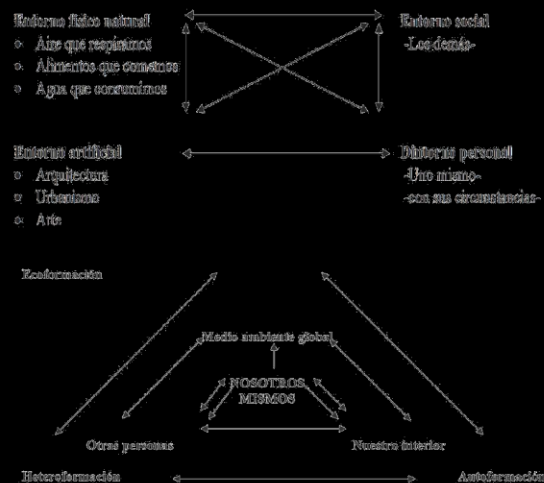 Entorno físico natural
Entorno social
o Aire que respiramos
-Los demás-
o Alimentos que comemos
o Agua que consumimos
Entorno artificial
Dintorno personal
o Arquitectura
-Uno mismo-
o Urbanismo
-con sus circunstancias-
o Arte
Ecoformación
Medio ambiente global
NOSOTROS
MISMOS
Otras personas
Nuestro interior
Heteroformación
Autoformación